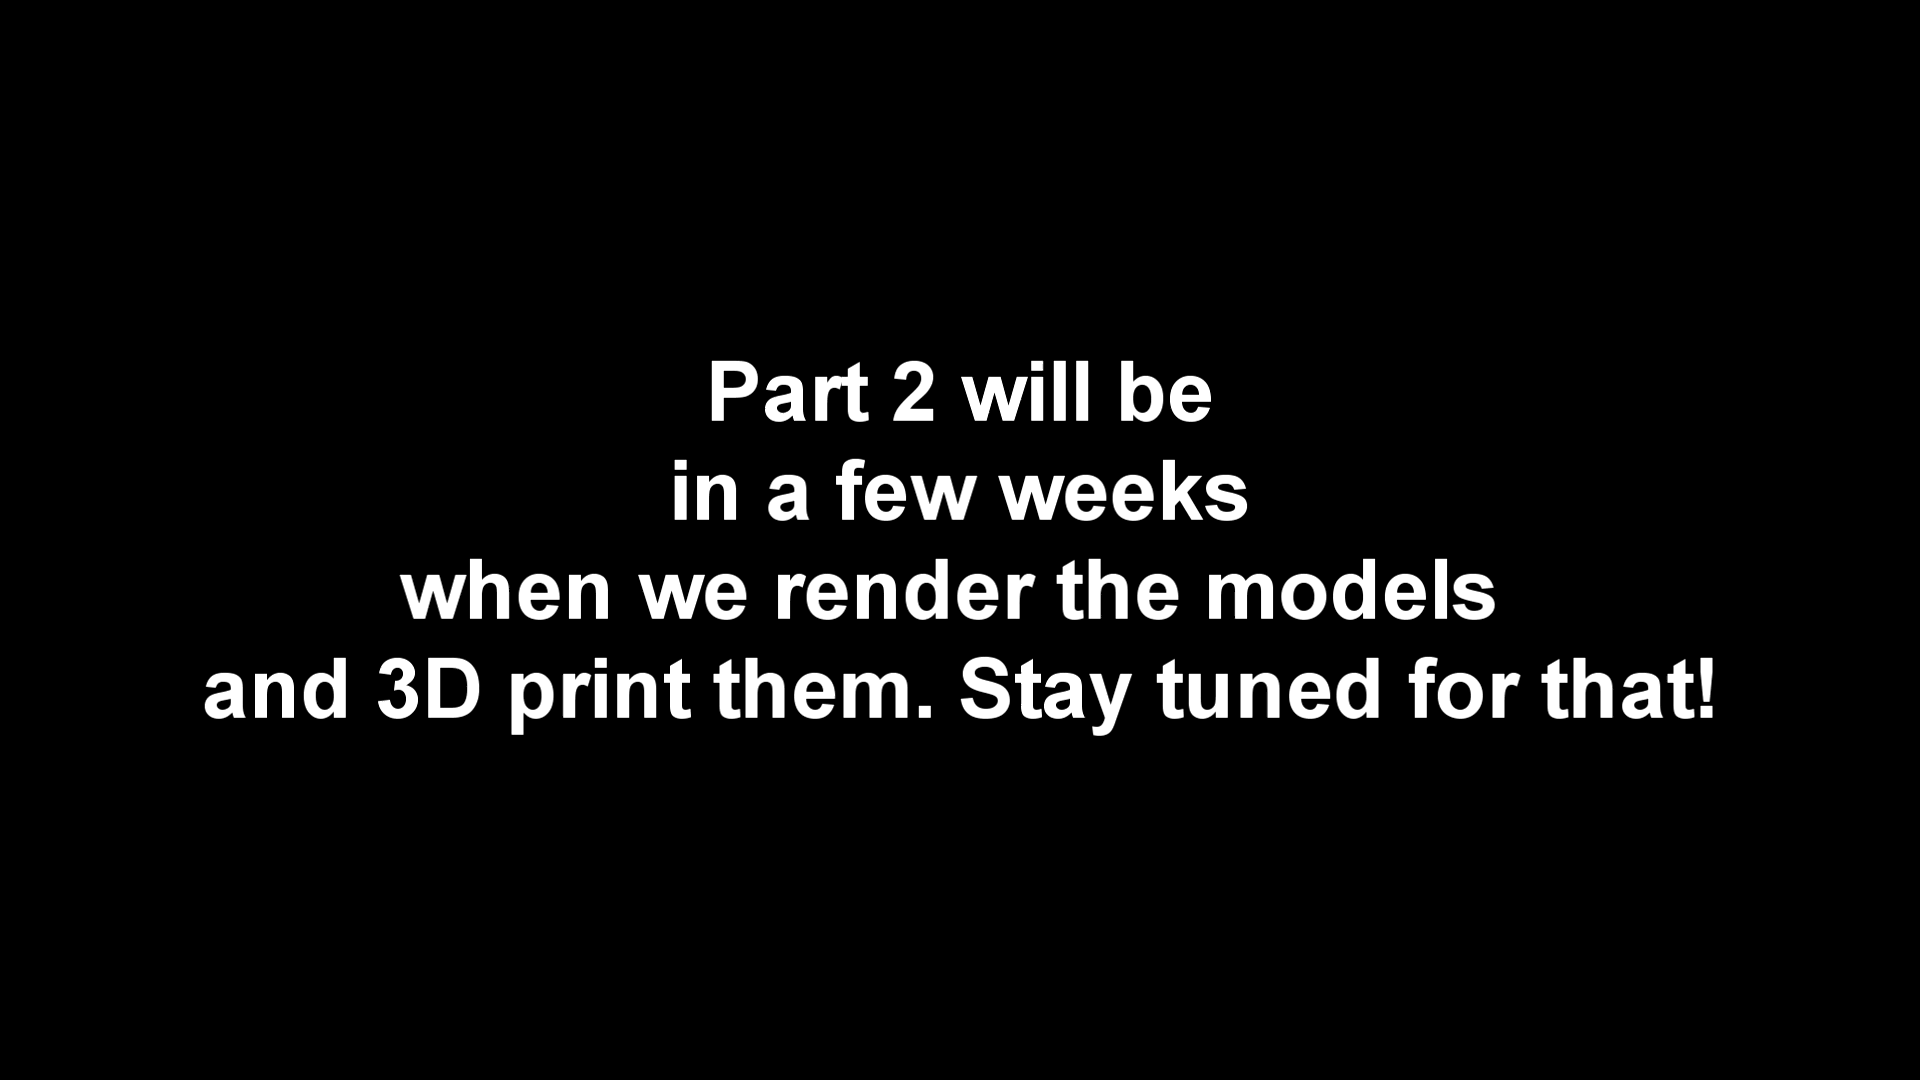 Part 2 will be
in a few weeks
when we render the models
and 3D print them. Stay tuned for that!